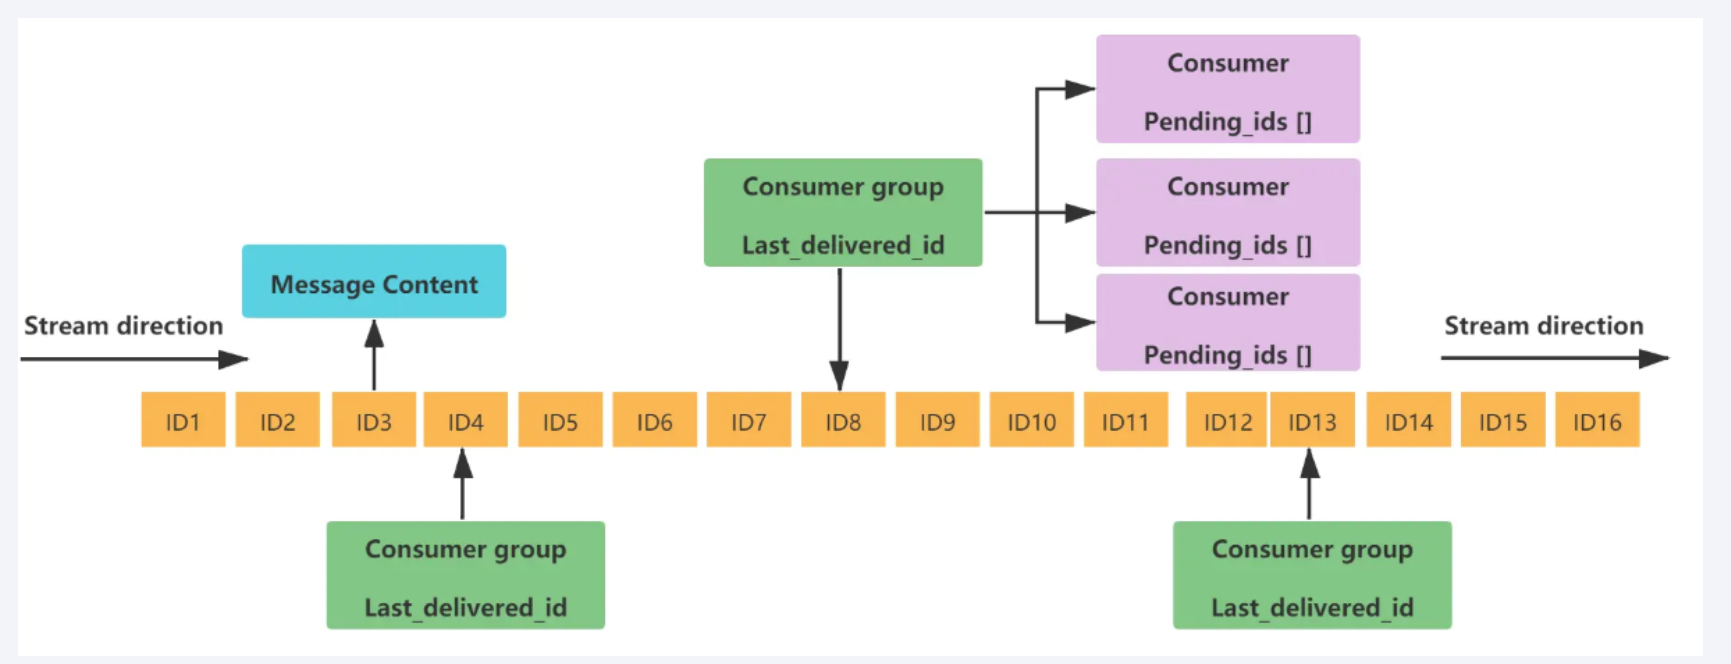 Consumer
Pending_ids []
Consumer group
Last_delivered_id
Consumer
Pending_ids []
Message Content
Consumer
Pending_ids []
Stream direction
Stream direction
ID1 ID2 ID3 ID4 ID5 ID6 ID7 ID8 ID9 ID10 ID11 ID12 ID13 ID14 ID15 ID16
Consumer group
Last_delivered_id
Consumer group
Last_delivered_id